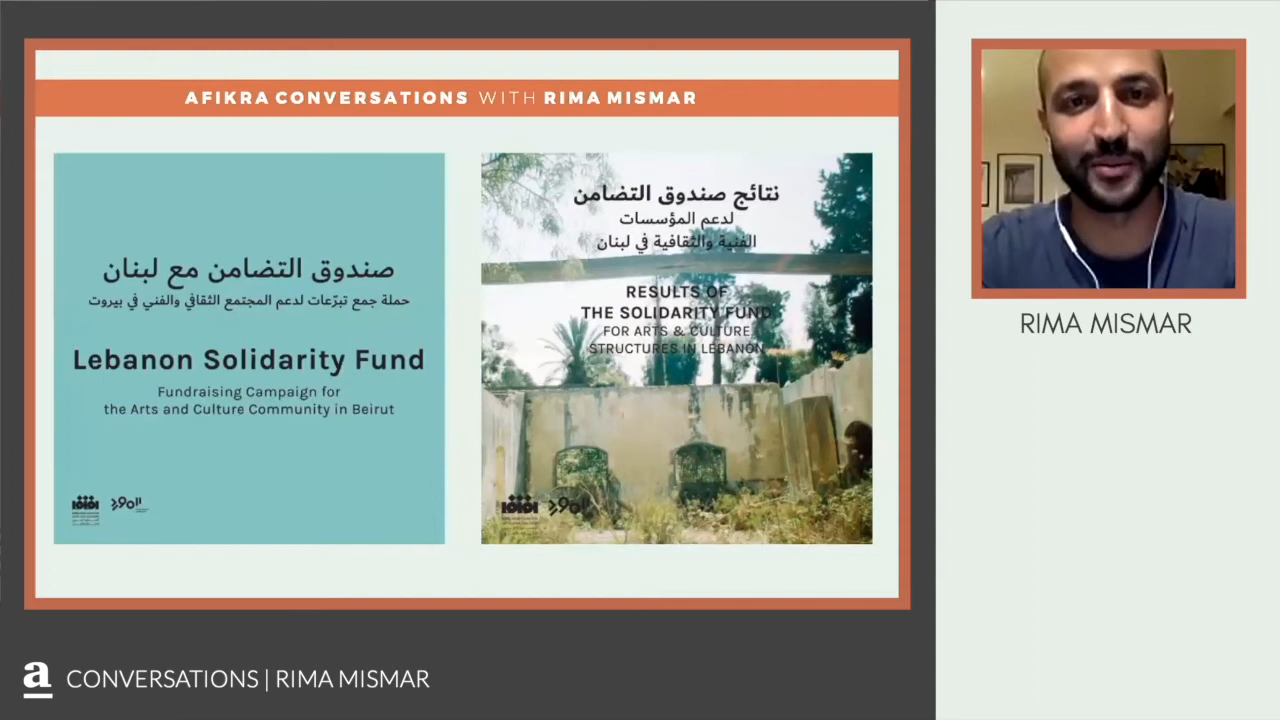 AFIKRA CONVERSATIONS WITH RIMA MISMAR
صندوق التضامن مع لبنان
حملة جمع تبرّعات لدعم المجتمع الثقافي والفني في بيروت
Lebanon Solidarity Fund
Fundraising Campaign for
the Arts and Culture Community in Beirut
نتائج صندوق التضامن
لدعم المؤسسات
الفنية والثقافية في لبنان
RESULTS OF
THE SOLIDARITY FUND
FOR ARTS & CULTURE
STRUCTURES IN LEBANON
RIMA MISMAR
a CONVERSATIONS | RIMA MISMAR